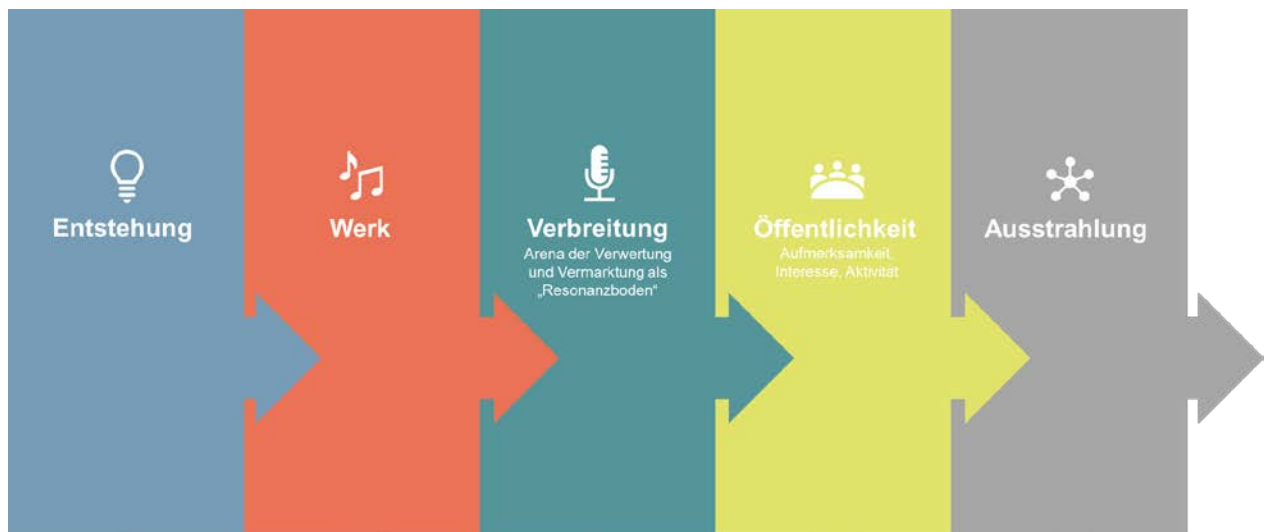 Entstehung
Werk
Verbreitung
Arena der Verwertung
und Vermarktung als
„Resonanzboden“
Öffentlichkeit
Aufmerksamkeit,
Interesse, Aktivität
Ausstrahlung